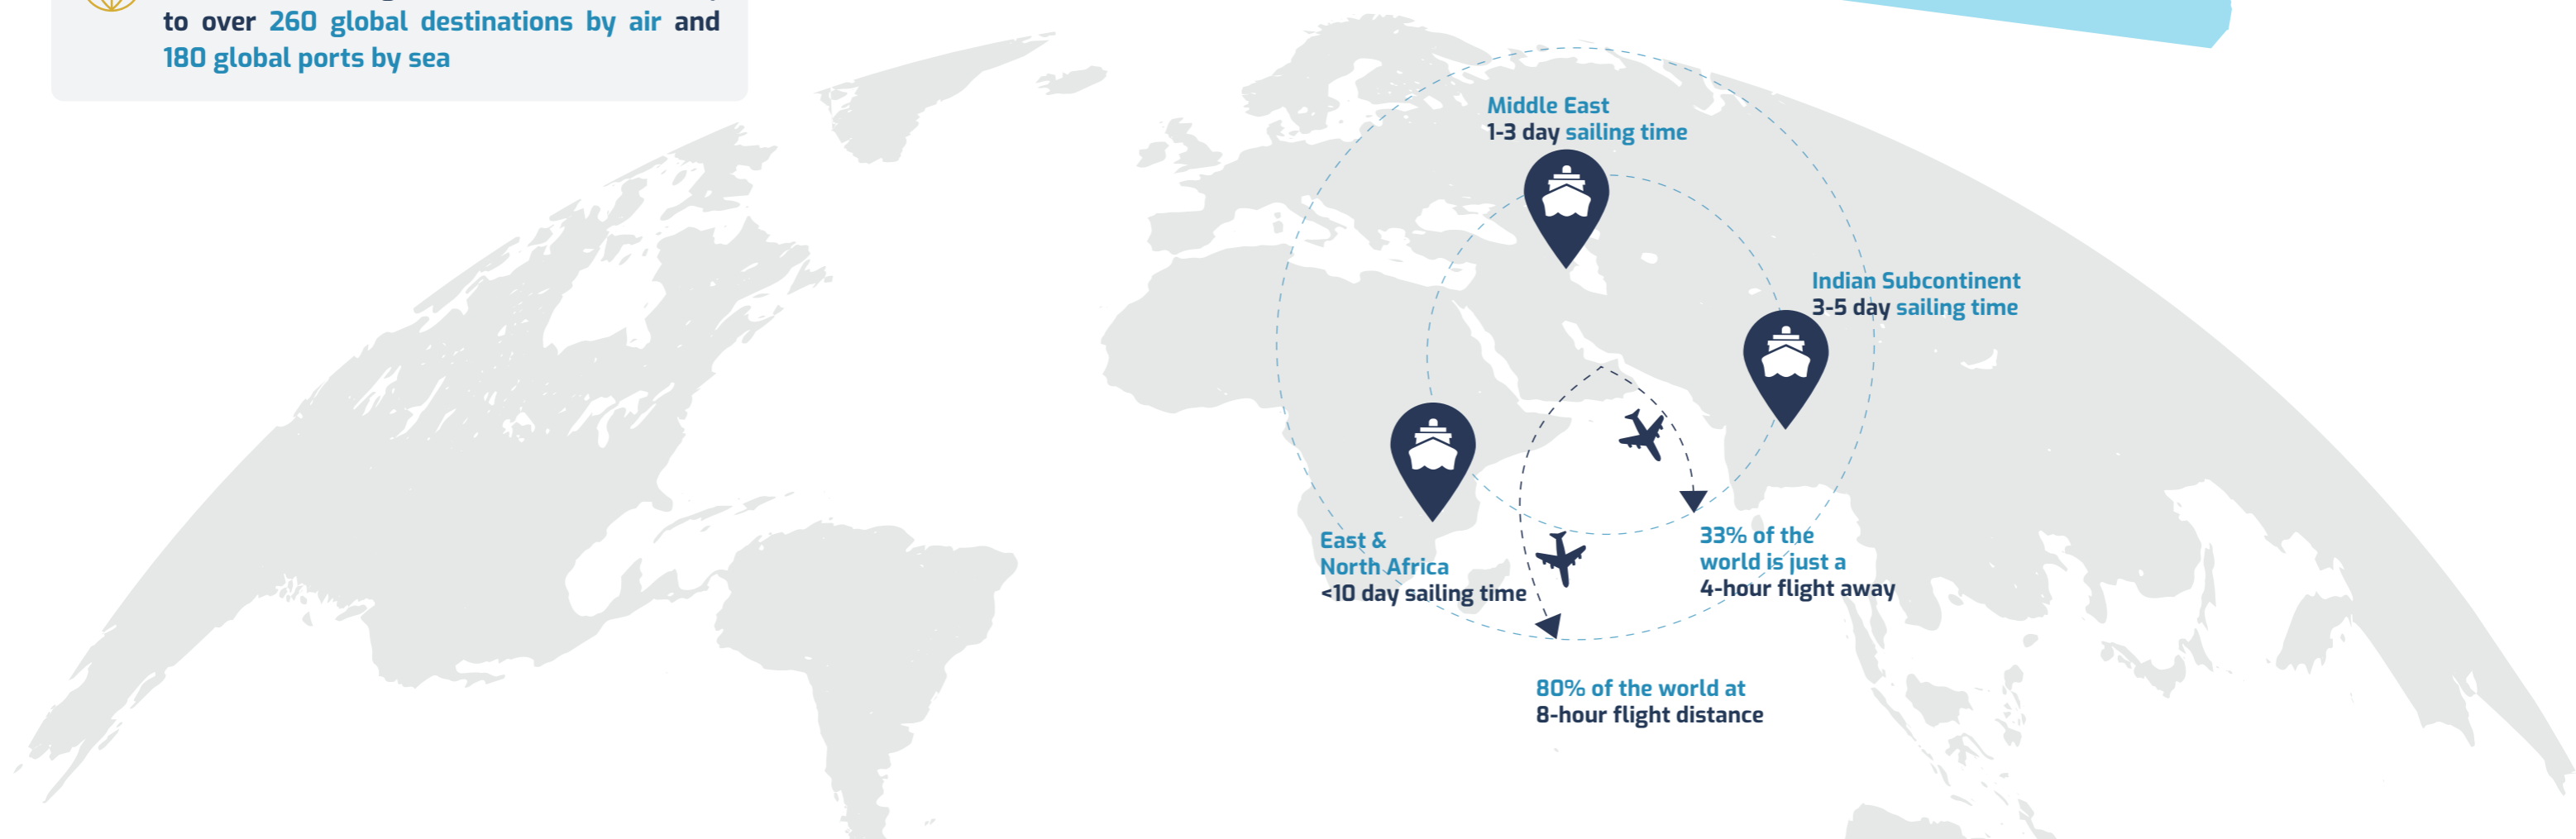 to over 260 global destinations by air and
180 global ports by sea
Middle East
1-3 day sailing time
Indian Subcontinent
3-5 day sailing time
East &
North Africa
<10 day sailing time
33% of the
world is just a
4-hour flight away
80% of the world at
8-hour flight distance